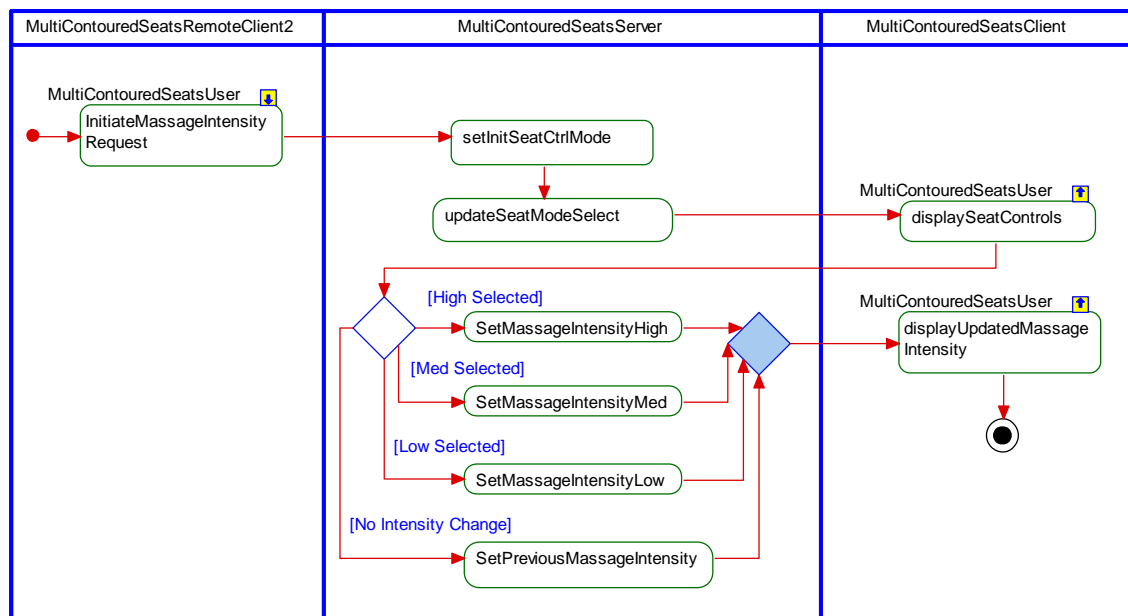 MultiContouredSeatsRemoteClient2
MultiContouredSeatsServer
MultiContouredSeatsClient
MultiContouredSeatsUser
InitiateMassageIntensity
Request
setInitSeatCtrlMode
updateSeatModeSelect
MultiContouredSeatsUser
displaySeatControls
[High Selected]
SetMassageIntensityHigh
[Med Selected]
SetMassageIntensityMed
[Low Selected]
SetMassageIntensityLow
[No Intensity Change]
SetPreviousMassageIntensity
MultiContouredSeatsUser
displayUpdatedMassage
Intensity